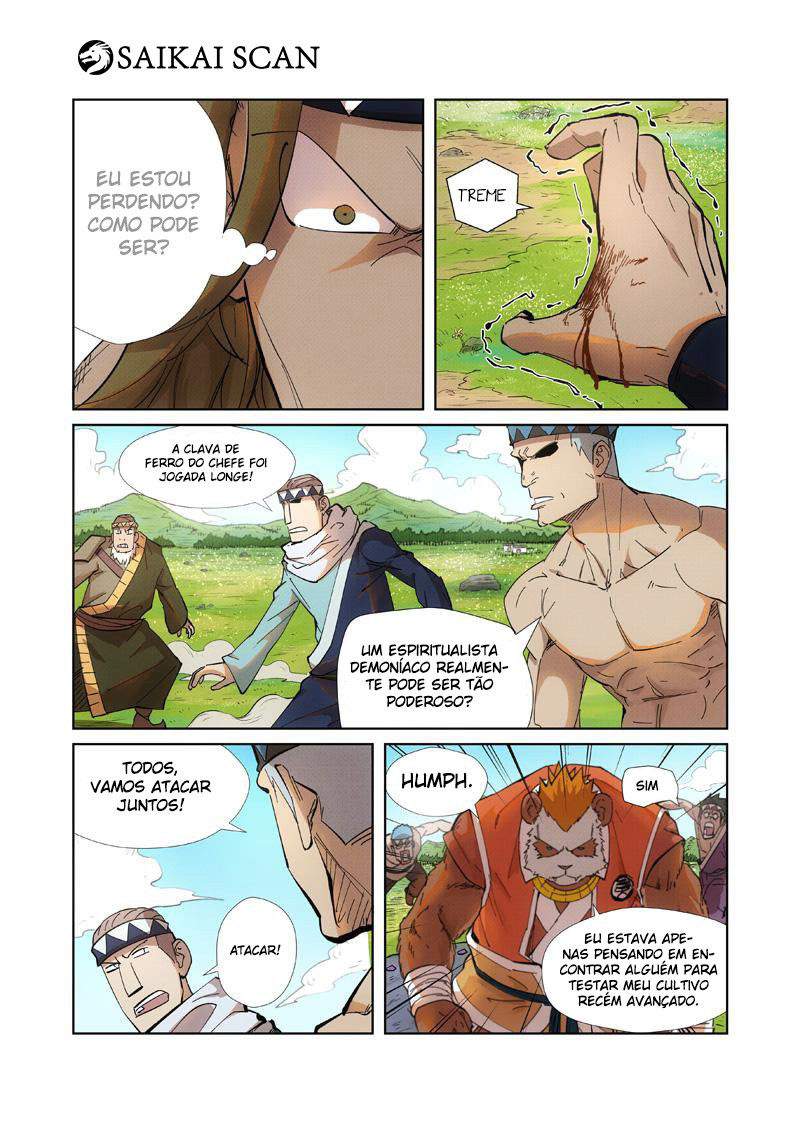 SAIKAI SCAN
EU ESTOU
PERDENDO?
COMO PODE
SER?
TREME
A CLAVA DE
FERRO DO CHEFE FOI
JOGADA LONGE!
UM ESPIRITUALISTA
DEMONÍACO REALMEN-
TE PODE SER TÃO
PODEROSO?
TODOS,
VAMOS ATACAR
JUNTOS!
ATACAR!
HUMPH.
SIM
EU ESTAVA APE-
NAS PENSANDO EM EN-
CONTRAR ALGUÉM PARA
TESTAR MEU CULTIVO
RECÉM AVANÇADO.